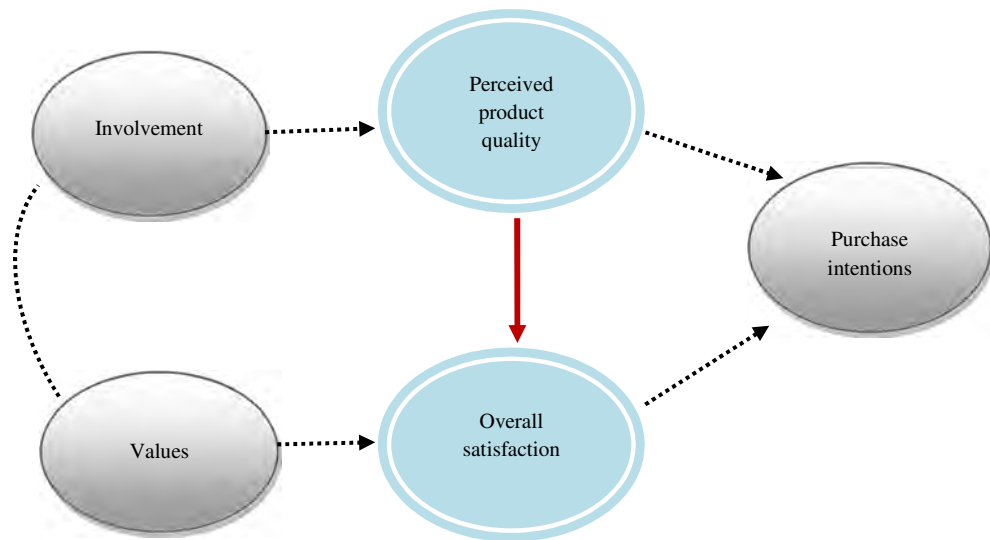 Involvement
Perceived
product
quality
Purchase
intentions
Values
Overall
satisfaction